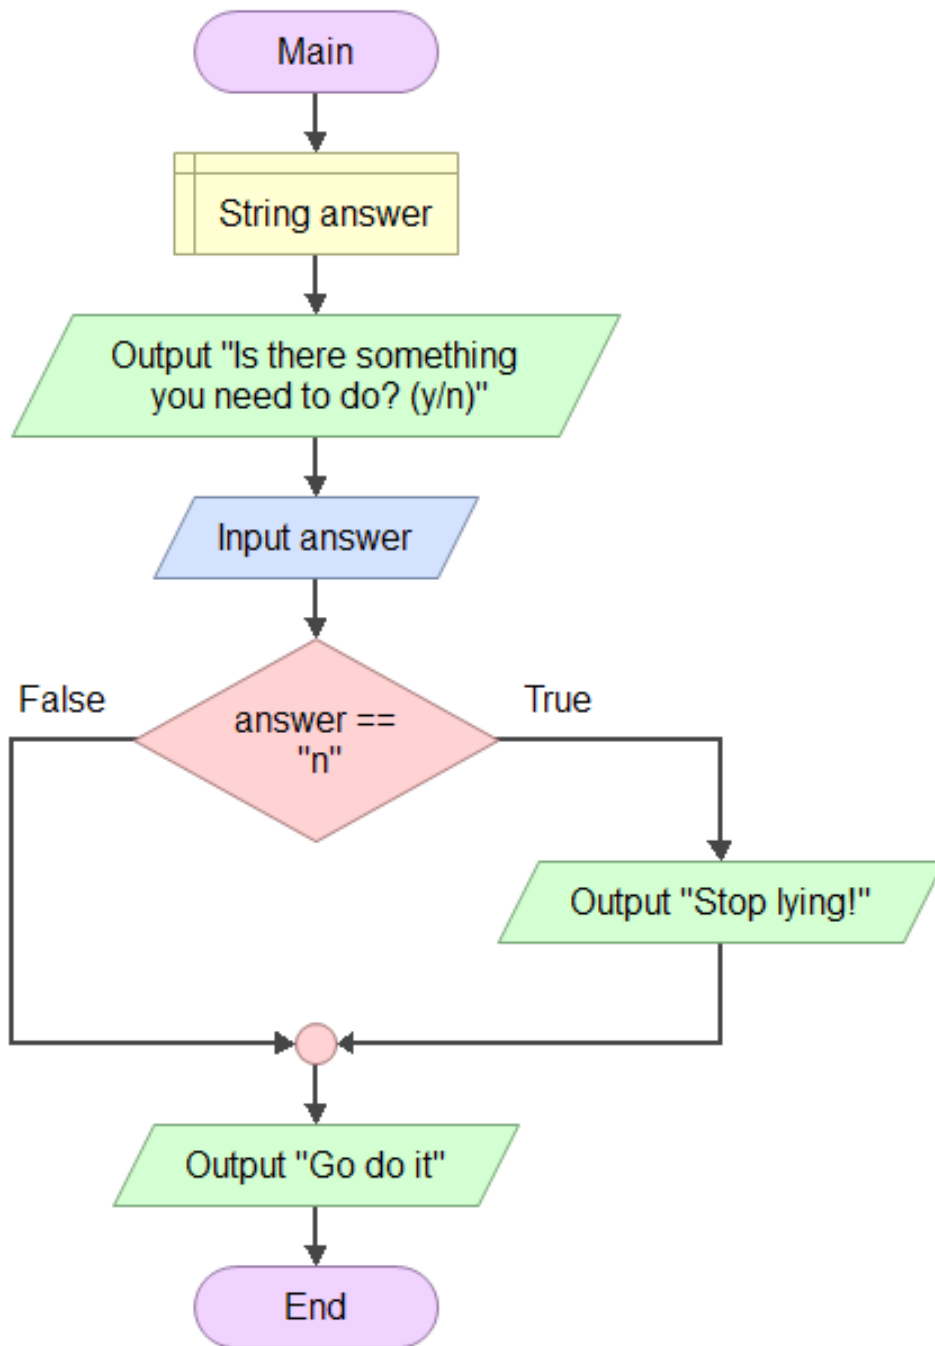 Main
String answer
Output "Is there something
you need to do? (y/n)"
Input answer
False
True
answer ==
"n"
Output "Stop lying!"
Output "Go do it"
End